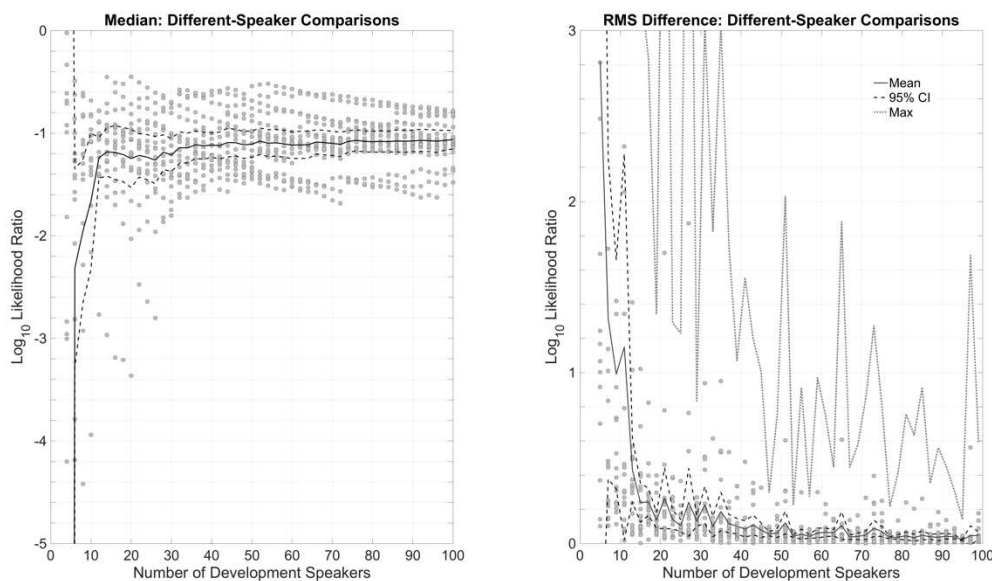 Median: Different-Speaker Comparisons
0
-1
-2
-3
-4
-5
Log10 Likelihood Ratio
0 10 20 30 40 50 60 70 80 90 100
Number of Development Speakers
RMS Difference: Different-Speaker Comparisons
3
2
1
0
Log10 Likelihood Ratio
Mean
95% CI
Max
0 10 20 30 40 50 60 70 80 90 100
Number of Development Speakers